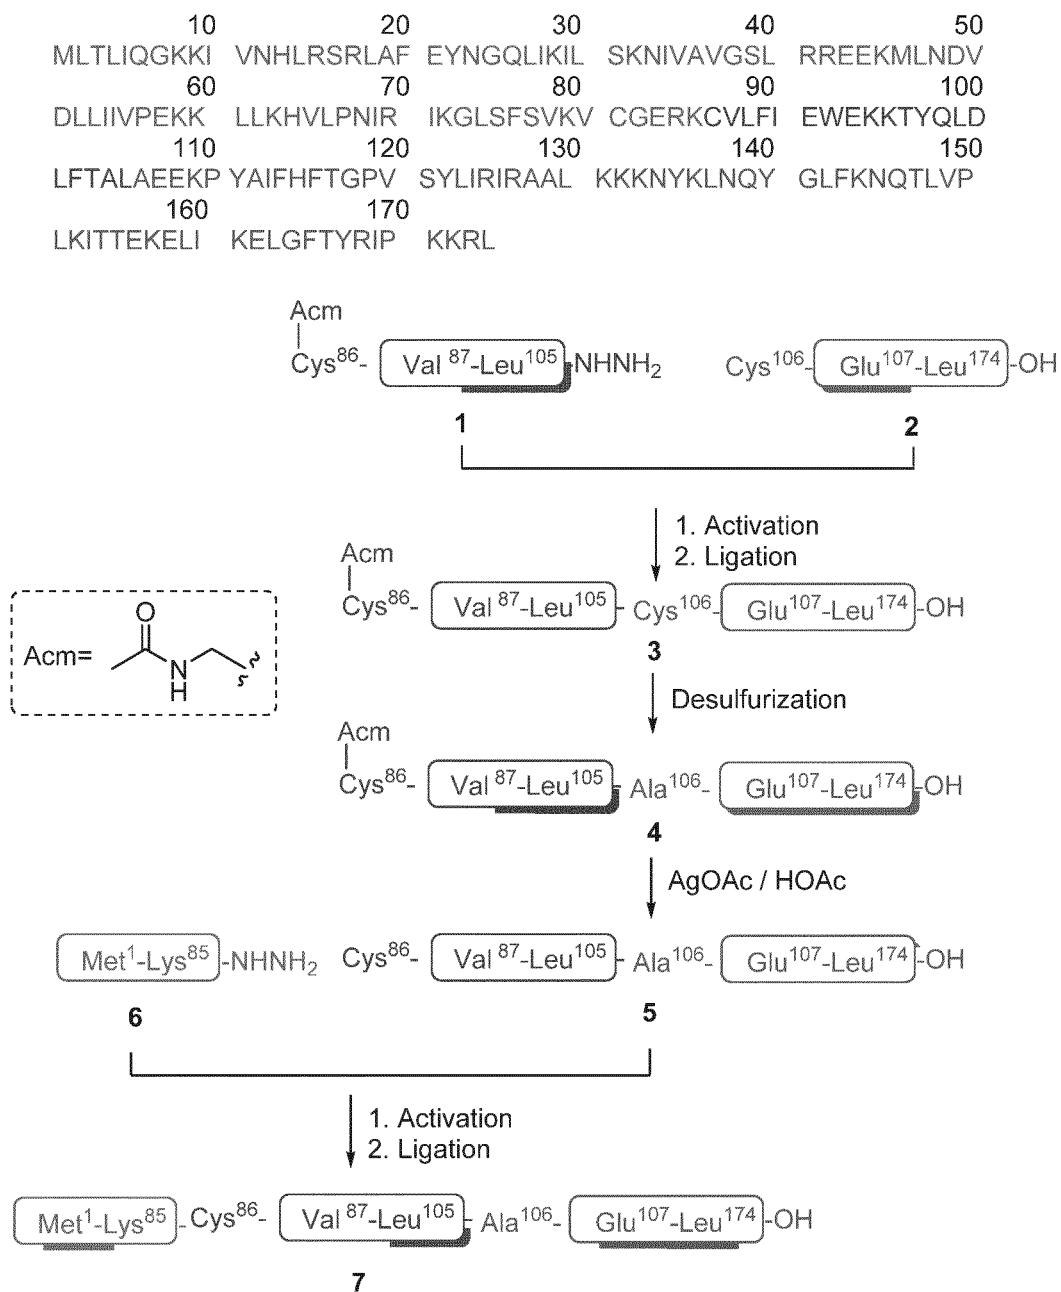 10 20 30 40 50
MLTLIQGKKI VNHLRSRLAF EYNGQLIKIL SKNIVAVGSL RREEKMLNDV
60 70 80 90 100
DLLIIVPEKK LLKHVLPNIR IKGLSFSVKV CGERKCVLFI EWEKKTYQLD
110 120 130 140 150
LFTALAEEKP YAIFHFTGPV SYLIRIRAAL KKKNYKLNQY GLFKNQTLVP
160 170
LKITTEKELI KELGFTYRIP KKRL
Acm
Cys86- Val 87-Leu105 -NHNH2 Cys106- Glu107-Leu174 -OH
1 2
1. Activation
2. Ligation
Acm
Cys86- Val 87-Leu105 - Cys106- Glu107-Leu174 -OH
3
Acm= O N H
Desulfurization
Acm
Cys86- Val 87-Leu105 - Ala106- Glu107-Leu174 -OH
4
AgOAc / HOAc
Met1-Lys85 -NHNH2 Cys86- Val 87-Leu105 - Ala106- Glu107-Leu174 -OH
6 5
1. Activation
2. Ligation
Met1-Lys85 - Cys86- Val 87-Leu105 - Ala106- Glu107-Leu174 -OH
7